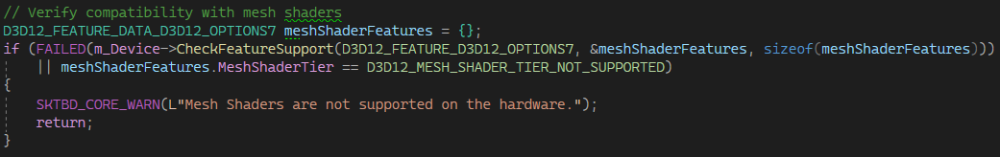 // Verify compatibility with mesh shaders
D3D12_FEATURE_DATA_D3D12_OPTIONS7 meshShaderFeatures = {};
if (FAILED(m_Device->CheckFeatureSupport(D3D12_FEATURE_D3D12_OPTIONS7, &meshShaderFeatures, sizeof(meshShaderFeatures)))
    || meshShaderFeatures.MeshShaderTier == D3D12_MESH_SHADER_TIER_NOT_SUPPORTED)
{
    SKTBD_CORE_WARN(L"Mesh Shaders are not supported on the hardware.");
    return;
}